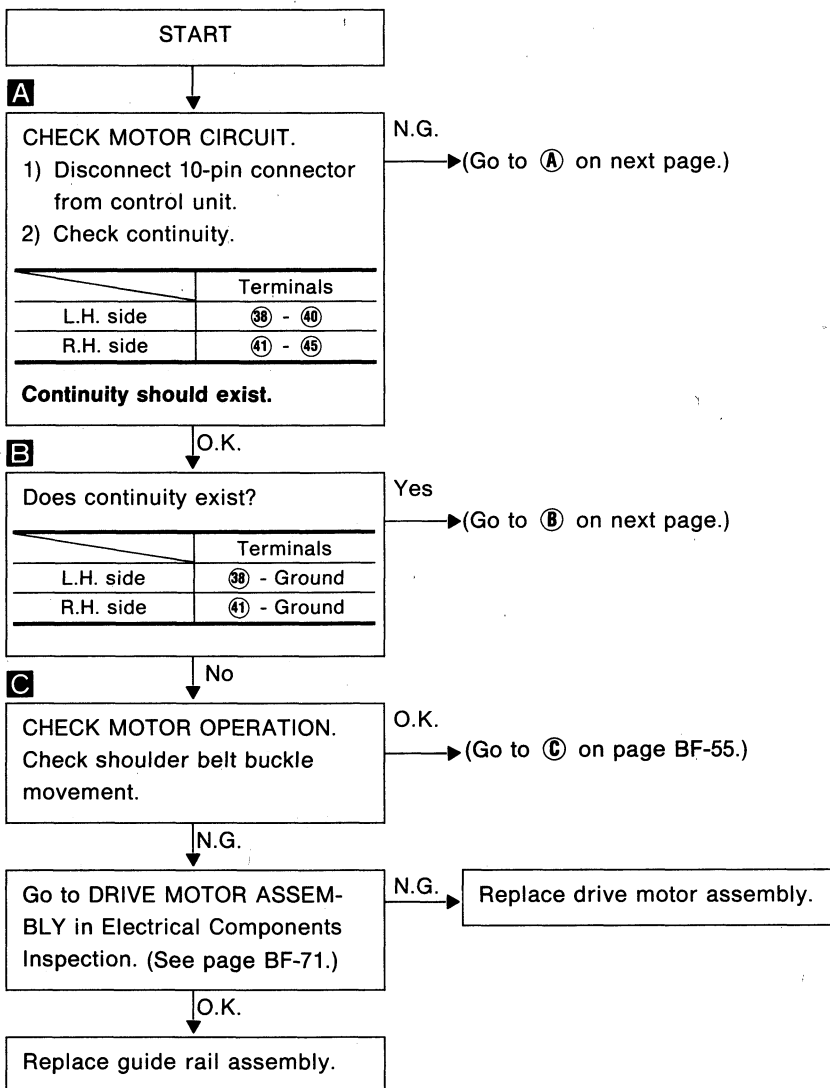 START
A
CHECK MOTOR CIRCUIT.
1) Disconnect 10-pin connector
from control unit.
2) Check continuity.
Terminals
L.H. side 38 - 40
R.H. side 41 - 45
Continuity should exist.
N.G.
(Go to A on next page.)
O.K.
B
Does continuity exist?
Terminals
L.H. side 38 - Ground
R.H. side 41 - Ground
Yes
(Go to B on next page.)
No
C
CHECK MOTOR OPERATION.
Check shoulder belt buckle
movement.
O.K.
(Go to C on page BF-55.)
N.G.
Go to DRIVE MOTOR ASSEM-
BLY in Electrical Components
Inspection. (See page BF-71.)
N.G.
Replace drive motor assembly.
O.K.
Replace guide rail assembly.